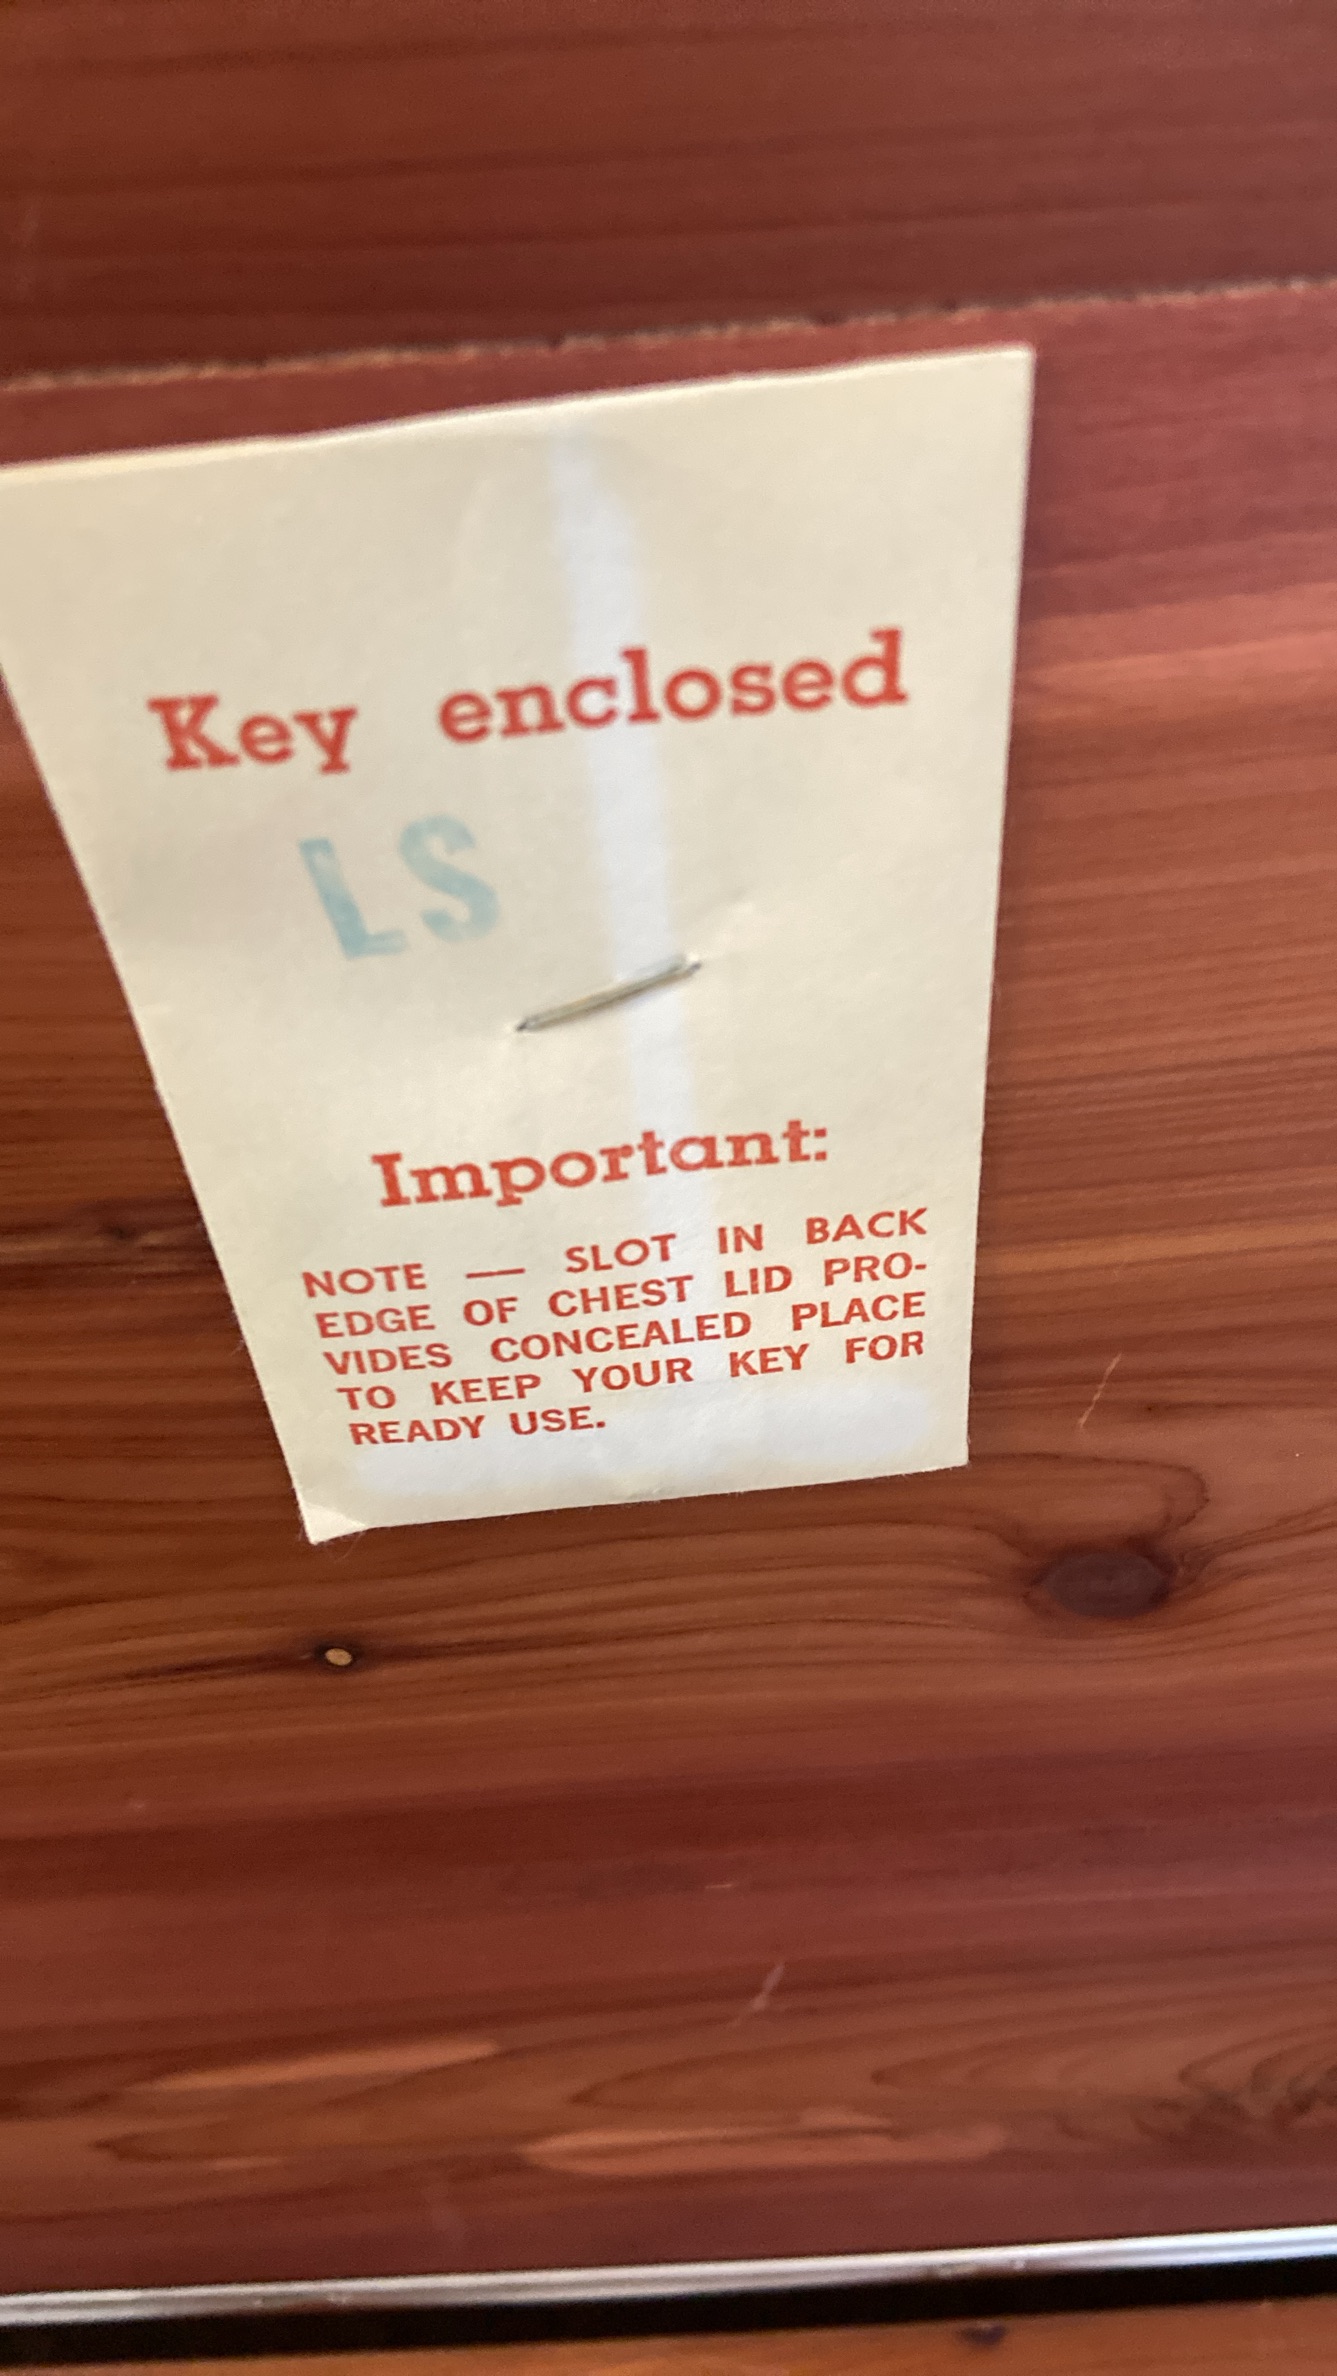 Key enclosed
LS
Important:
NOTE — SLOT IN BACK
EDGE OF CHEST LID PRO-
VIDES CONCEALED PLACE
TO KEEP YOUR KEY FOR
READY USE.